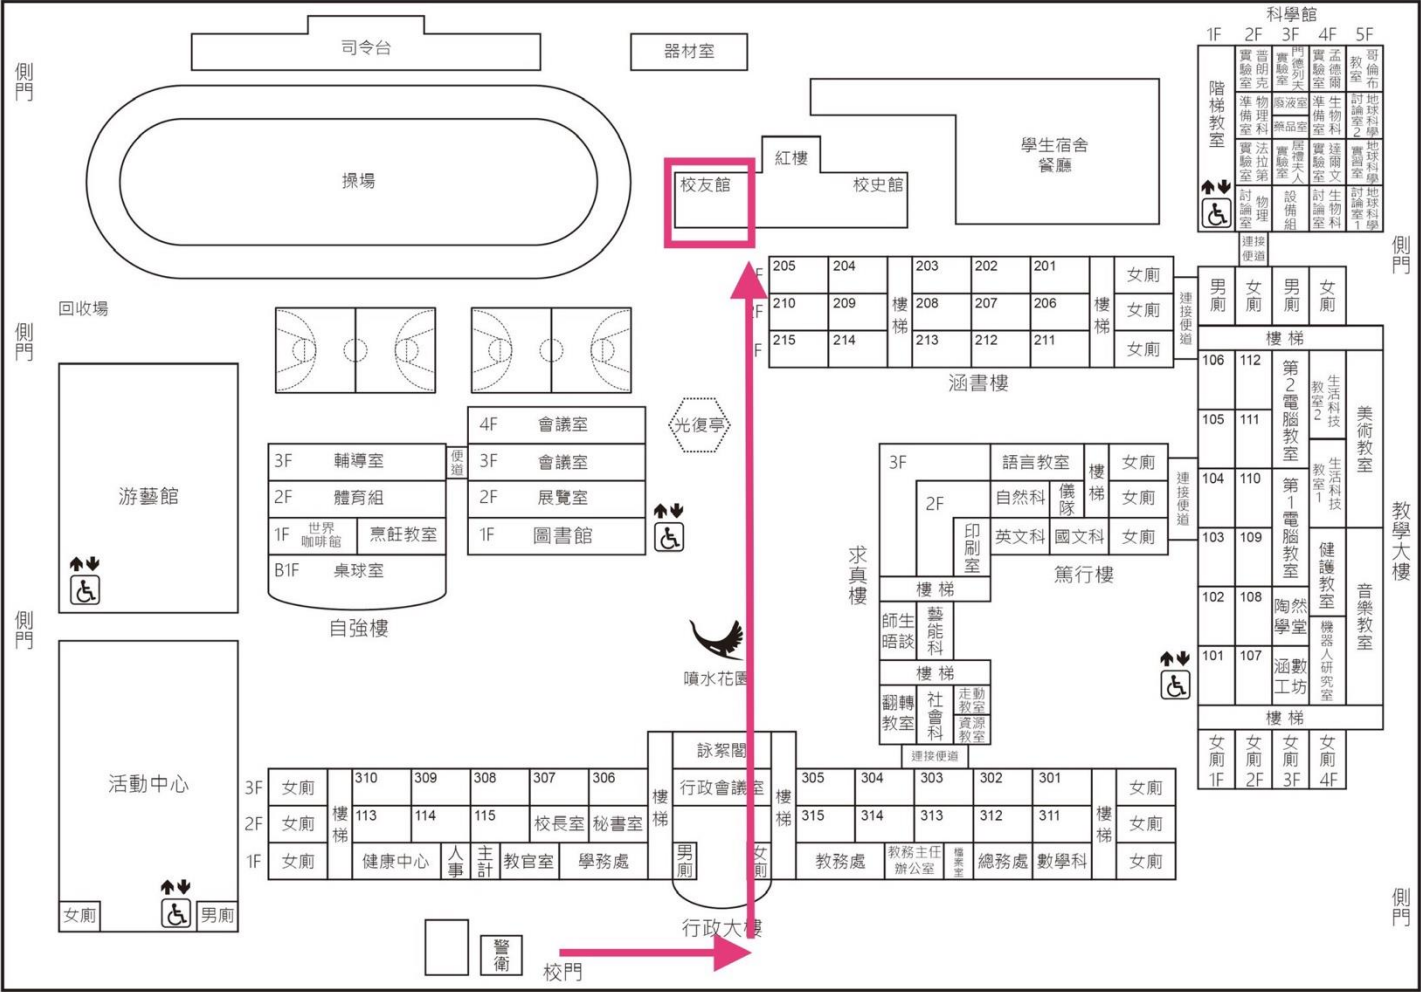 科學館
1F 2F 3F 4F 5F
司令台
器材室
側門
階梯教室
普朗克實驗室
門德列夫實驗室
孟德爾實驗室
哥倫布教室
物理科準備室
廢液室
藥品室
生物科準備室
地球科學討論室2
法拉第實驗室
居禮夫人實驗室
達爾文實驗室
地球科學實習室
物理討論室
設備組
生物科討論室
地球科學討論室1
學生宿舍
餐廳
紅樓
校友館
校史館
操場
連接便道
側門
205 204 203 202 201 女廁
2F 210 209 樓梯 208 207 206 樓梯 女廁
215 214 213 212 211 女廁
連接便道
涵書樓
男廁 女廁 男廁 女廁
樓梯
回收場
側門
106 112
105 111
104 110
103 109
102 108
101 107
第2電腦教室
第1電腦教室
陶然學堂
涵數工坊
生活科技教室2
生活科技教室1
健護教室
機器人研究室
美術教室
音樂教室
教學大樓
樓梯
女廁 女廁 女廁 女廁
1F 2F 3F 4F
光復亭
4F 會議室
3F 會議室
2F 展覽室
1F 圖書館
便道
3F 輔導室
2F 體育組
1F 世界咖啡館 烹飪教室
B1F 桌球室
自強樓
游藝館
側門
3F 語言教室 樓梯 女廁
2F 自然科 儀隊 女廁
印刷室 英文科 國文科 女廁
連接便道
篤行樓
求真樓
樓梯
師生晤談 藝能科
樓梯
翻轉教室 社會科 走動教室
資源教室
連接便道
噴水花園
活動中心
女廁 男廁
詠絮閣
行政會議室
3F 女廁 310 309 308 307 306 305 304 303 302 301 女廁
2F 女廁 樓梯 113 114 115 校長室 秘書室 樓梯 樓梯 315 314 313 312 311 樓梯 女廁
1F 女廁 健康中心 人事 主計 教官室 學務處 男廁 女廁 教務處 教務主任辦公室 檔案室 總務處 數學科 女廁
行政大樓
側門
警衛
校門